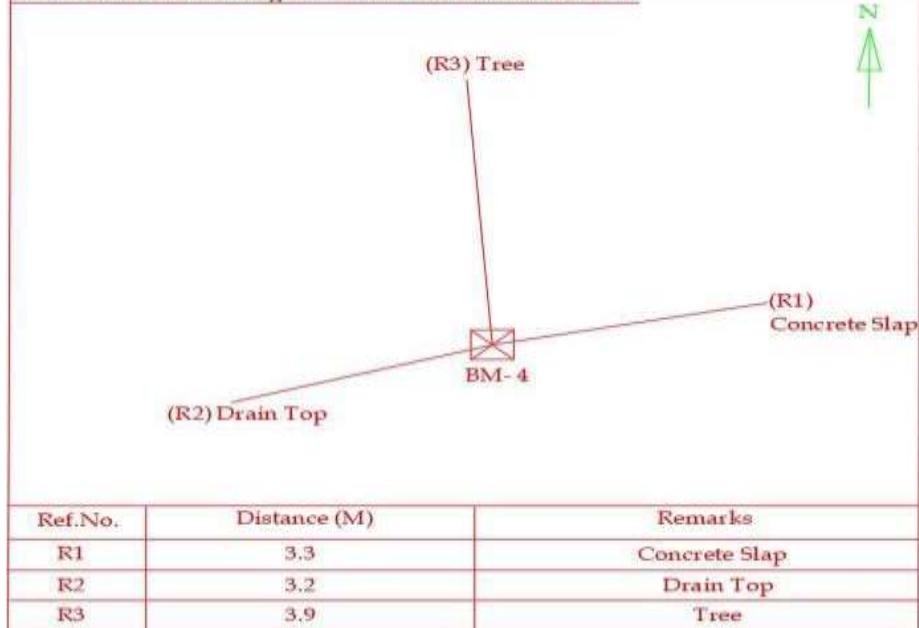 N
(R3) Tree
(R1)
Concrete Slap
BM- 4
(R2) Drain Top
Ref.No. Distance (M) Remarks
R1 3.3 Concrete Slap
R2 3.2 Drain Top
R3 3.9 Tree